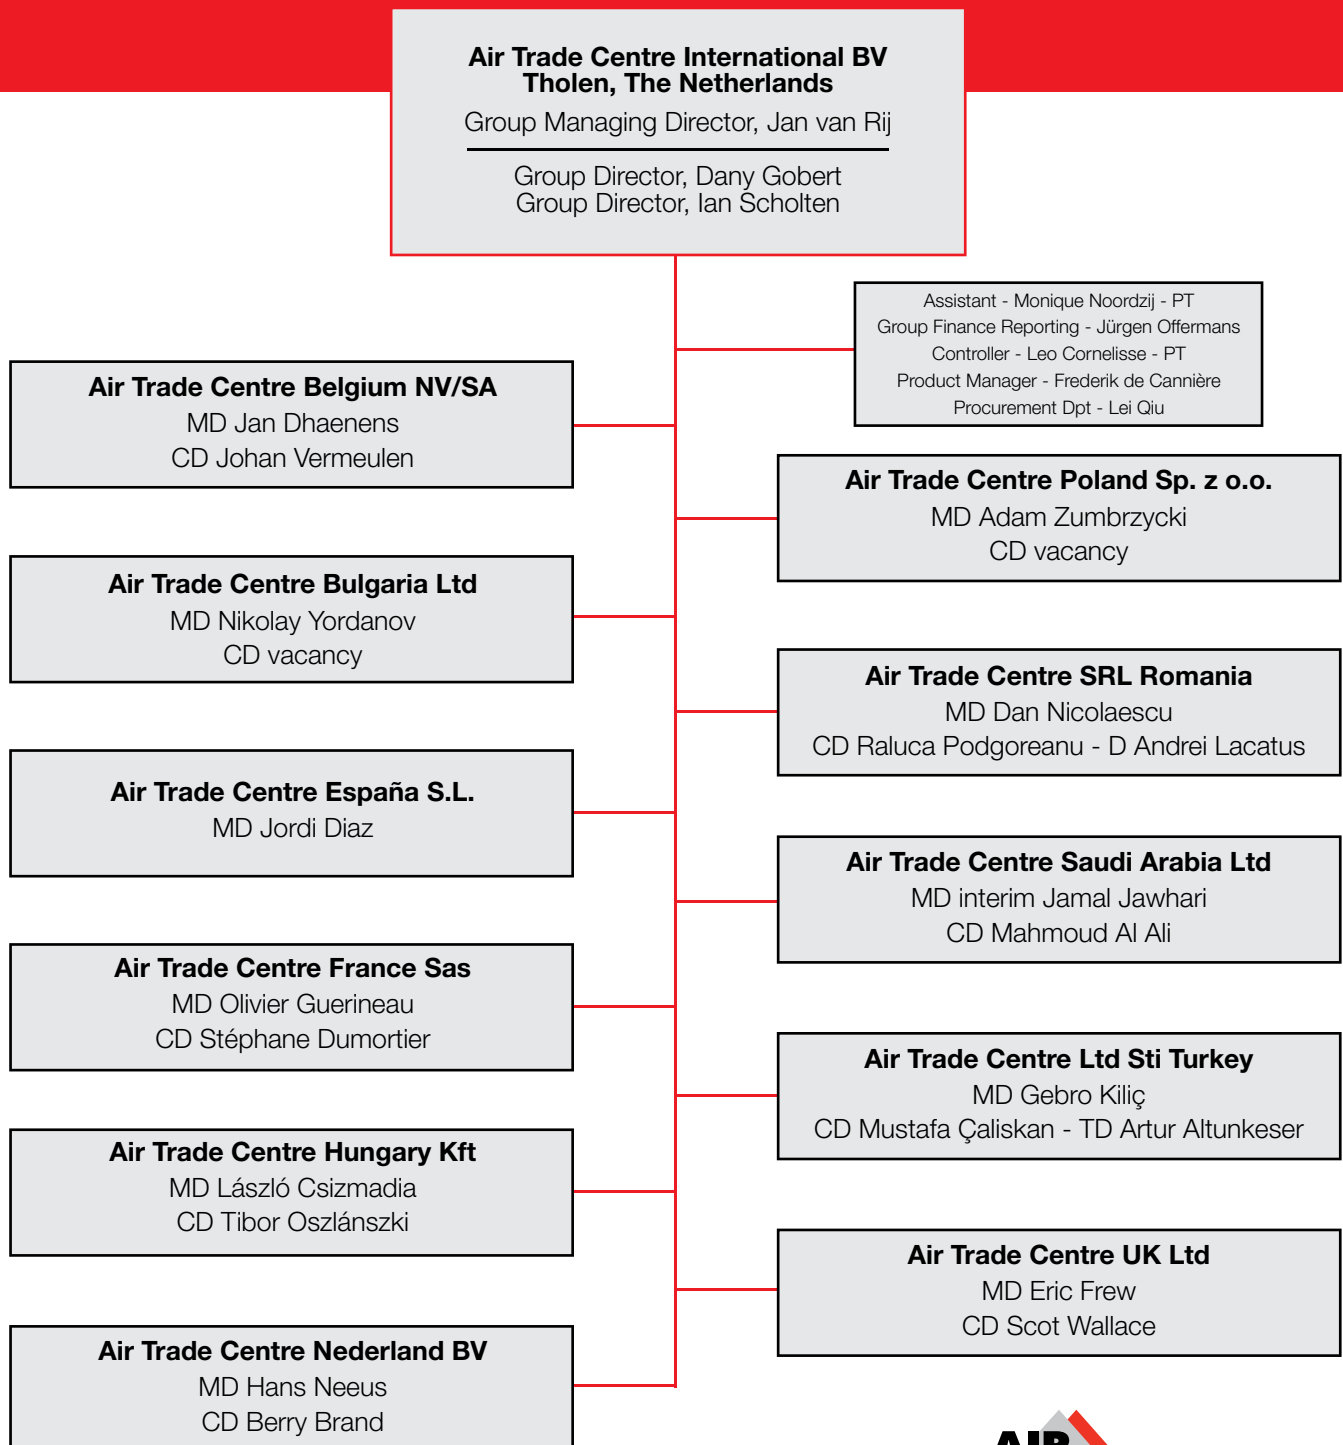 Air Trade Centre International BV
Tholen, The Netherlands
Group Managing Director, Jan van Rij
Group Director, Dany Gobert
Group Director, Ian Scholten
Assistant - Monique Noordzij - PT
Group Finance Reporting - Jürgen Offermans
Controller - Leo Cornelisse - PT
Product Manager - Frederik de Cannière
Procurement Dpt - Lei Qiu
Air Trade Centre Belgium NV/SA
MD Jan Dhaenens
CD Johan Vermeulen
Air Trade Centre Poland Sp. z o.o.
MD Adam Zumbrzycki
CD vacancy
Air Trade Centre Bulgaria Ltd
MD Nikolay Yordanov
CD vacancy
Air Trade Centre SRL Romania
MD Dan Nicolaescu
CD Raluca Podgoreanu - D Andrei Lacatus
Air Trade Centre España S.L.
MD Jordi Diaz
Air Trade Centre Saudi Arabia Ltd
MD interim Jamal Jawhari
CD Mahmoud Al Ali
Air Trade Centre France Sas
MD Olivier Guerineau
CD Stéphane Dumortier
Air Trade Centre Ltd Sti Turkey
MD Gebro Kiliç
CD Mustafa Çaliskan - TD Artur Altunkeser
Air Trade Centre Hungary Kft
MD László Csizmadia
CD Tibor Oszlánszki
Air Trade Centre UK Ltd
MD Eric Frew
CD Scot Wallace
Air Trade Centre Nederland BV
MD Hans Neeus
CD Berry Brand
AIR